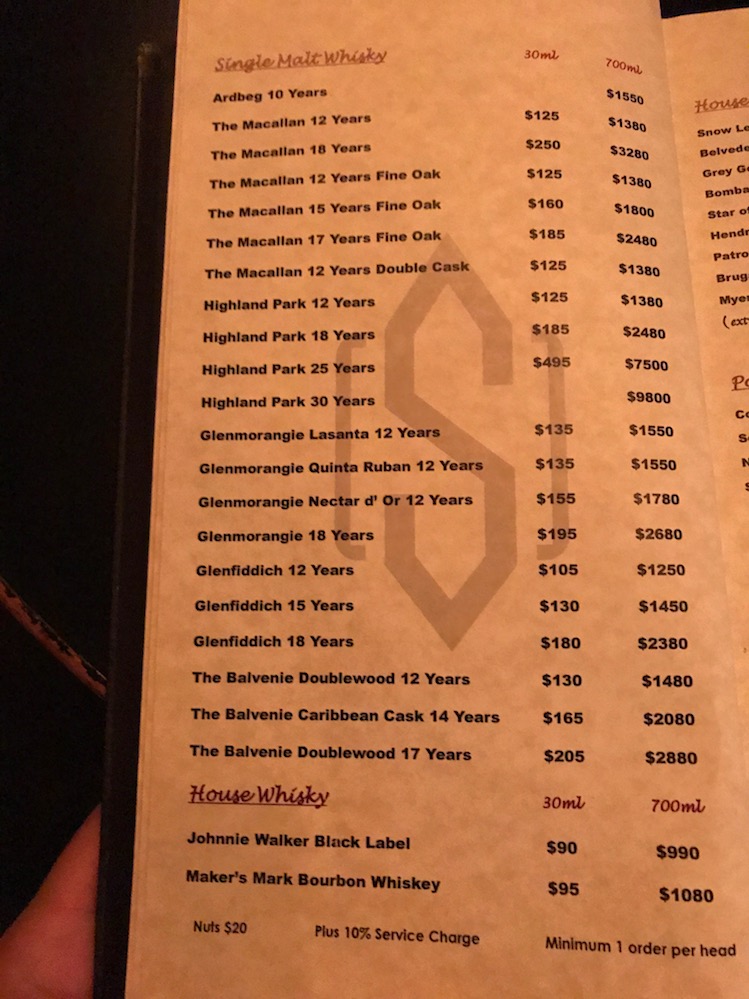 Single Malt Whisky 30ml 700ml
Ardbeg 10 Years $1550
The Macallan 12 Years $125 $1380
The Macallan 18 Years $250 $3280
The Macallan 12 Years Fine Oak $125 $1380
The Macallan 15 Years Fine Oak $160 $1800
The Macallan 17 Years Fine Oak $185 $2480
The Macallan 12 Years Double Cask $125 $1380
Highland Park 12 Years $125 $1380
Highland Park 18 Years $185 $2480
Highland Park 25 Years $495 $7500
Highland Park 30 Years $9800
Glenmorangie Lasanta 12 Years $135 $1550
Glenmorangie Quinta Ruban 12 Years $135 $1550
Glenmorangie Nectar d' Or 12 Years $155 $1780
Glenmorangie 18 Years $195 $2680
Glenfiddich 12 Years $105 $1250
Glenfiddich 15 Years $130 $1450
Glenfiddich 18 Years $180 $2380
The Balvenie Doublewood 12 Years $130 $1480
The Balvenie Caribbean Cask 14 Years $165 $2080
The Balvenie Doublewood 17 Years $205 $2880
House Whisky 30ml 700ml
Johnnie Walker Black Label $90 $990
Maker's Mark Bourbon Whiskey $95 $1080
Nuts $20 Plus 10% Service Charge Minimum 1 order per head
House
Snow
Grey
Star